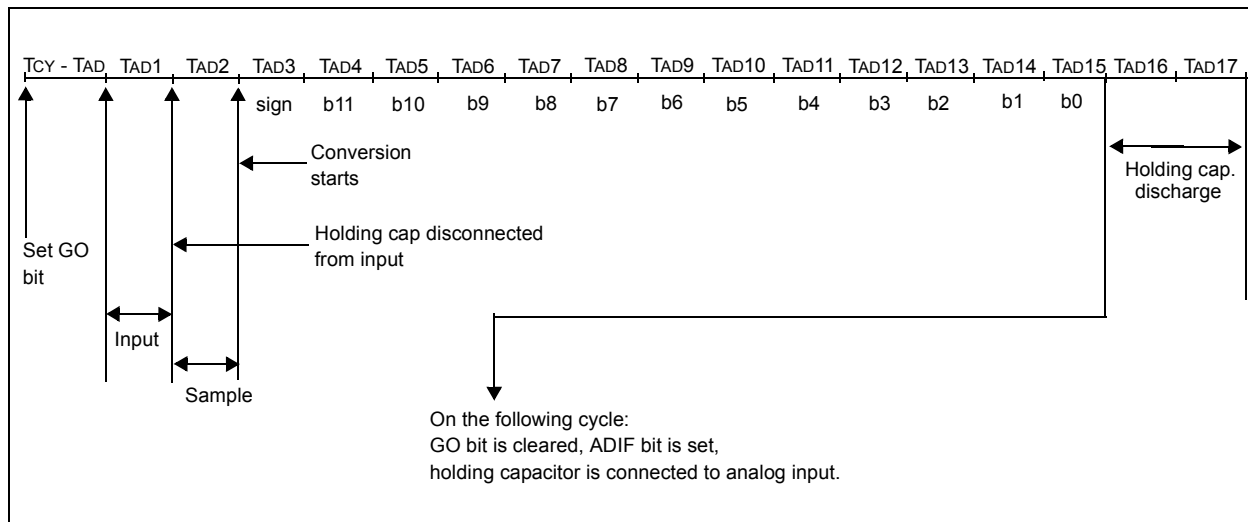 TCY - TAD TAD1 TAD2 TAD3 TAD4 TAD5 TAD6 TAD7 TAD8 TAD9 TAD10 TAD11 TAD12 TAD13 TAD14 TAD15 TAD16 TAD17
sign b11 b10 b9 b8 b7 b6 b5 b4 b3 b2 b1 b0
Conversion
starts
Holding cap.
discharge
Set GO
bit
Holding cap disconnected
from input
Input
Sample
On the following cycle:
GO bit is cleared, ADIF bit is set,
holding capacitor is connected to analog input.